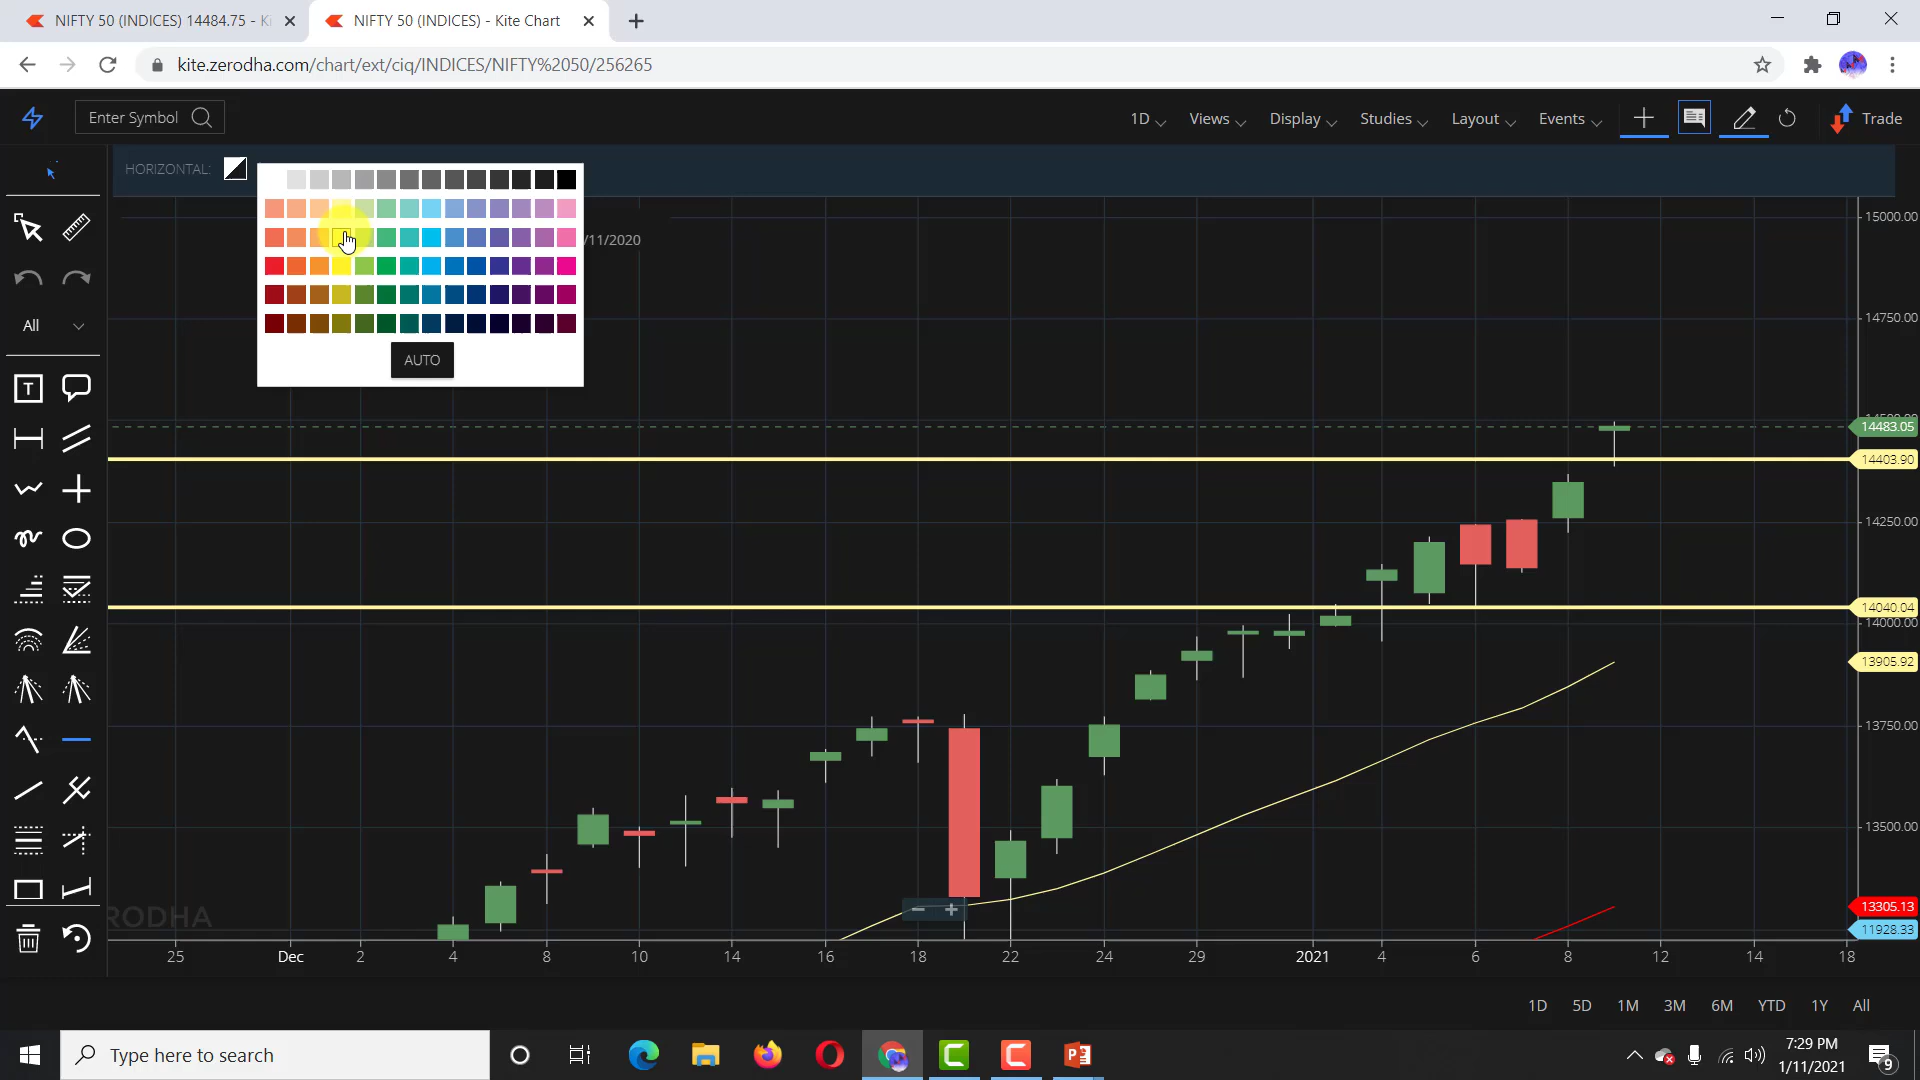 NIFTY 50 (INDICES) 14484.75 - Ki
NIFTY 50 (INDICES) - Kite Chart
kite.zerodha.com/chart/ext/ciq/INDICES/NIFTY%2050/256265
Enter Symbol
1D
Views
Display
Studies
Layout
Events
Trade
HORIZONTAL:
/11/2020
AUTO
All
T
15000.00
14750.00
14500.00
14483.05
14403.90
14250.00
14040.04
14000.00
13905.92
13750.00
13500.00
13305.13
11928.33
ERODHA
25 Dec 2 4 8 10 14 16 18 22 24 29 2021 4 6 8 12 14 18
1D 5D 1M 3M 6M YTD 1Y All
Type here to search
7:29 PM
1/11/2021
9